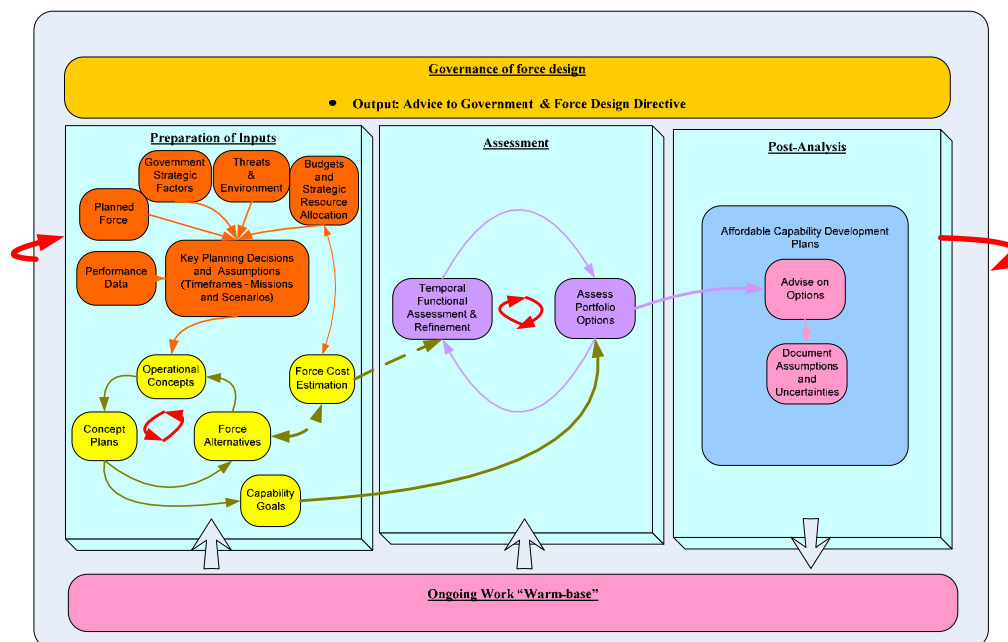 Governance of force design
• Output: Advice to Government & Force Design Directive
Preparation of Inputs
Government
Strategic
Factors
Threats
&
Environment
Budgets
and
Strategic
Resource
Allocation
Planned
Force
Performance
Data
Key Planning Decisions
and Assumptions
(Timeframes - Missions
and Scenarios)
Operational
Concepts
Force Cost
Estimation
Concept
Plans
Force
Alternatives
Capability
Goals
Assessment
Temporal
Functional
Assessment &
Refinement
Assess
Portfolio
Options
Post-Analysis
Affordable Capability Development
Plans
Advise on
Options
Document
Assumptions
and
Uncertainties
Ongoing Work “Warm-base”